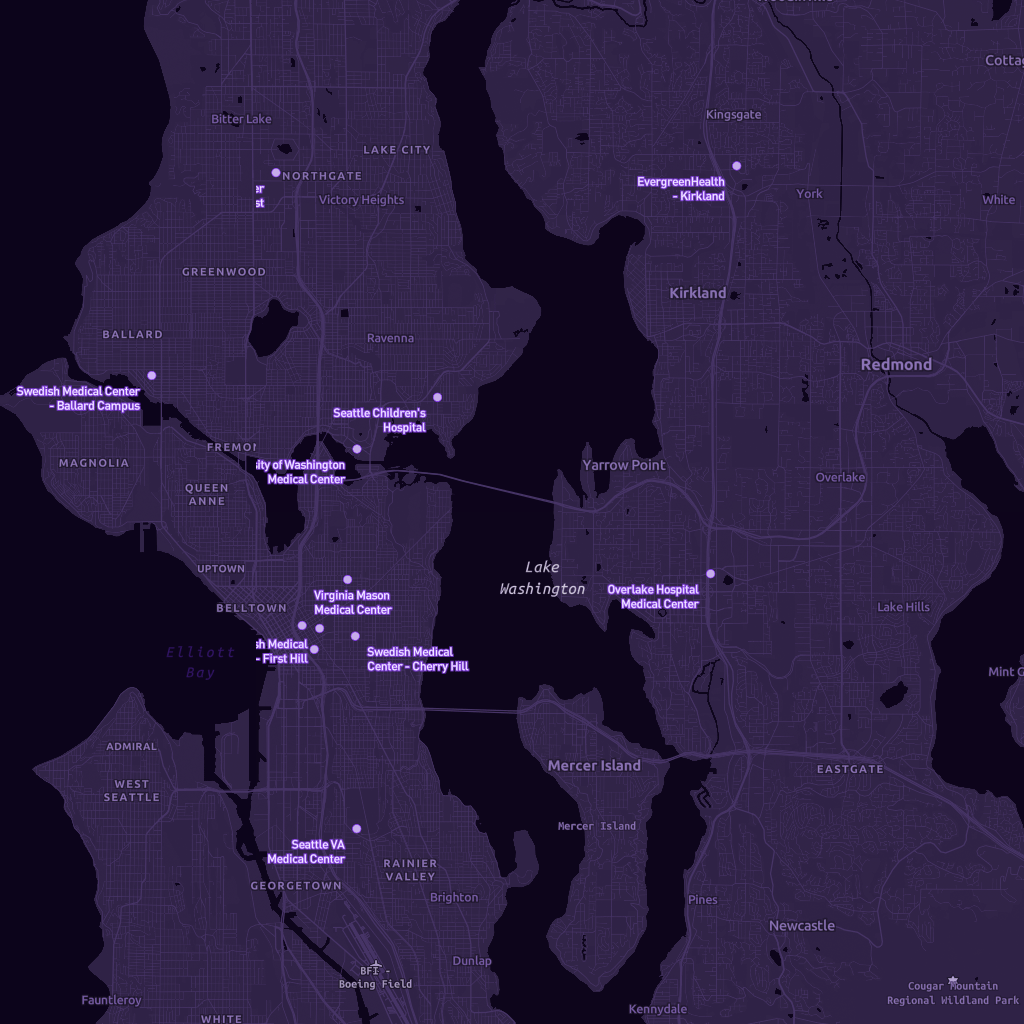 Cottag
Kingsgate
Bitter Lake
LAKE CITY
NORTHGATE
EvergreenHealth
- Kirkland
er
st
Victory Heights
York
White
GREENWOOD
Kirkland
BALLARD
Ravenna
Redmond
Swedish Medical Center
- Ballard Campus
Seattle Children's
Hospital
FREMO
MAGNOLIA
sity of Washington
Medical Center
Yarrow Point
Overlake
QUEEN
ANNE
UPTOWN
Lake
Washington
Virginia Mason
Medical Center
Overlake Hospital
Medical Center
BELLTOWN
Lake Hills
Elliott
Bay
sh Medical
- First Hill
Swedish Medical
Center - Cherry Hill
Mint G
ADMIRAL
Mercer Island
EASTGATE
WEST
SEATTLE
Mercer Island
Seattle VA
Medical Center
RAINIER
VALLEY
GEORGETOWN
Brighton
Pines
Newcastle
Dunlap
BFI -
Boeing Field
Cougar Mountain
Regional Wildland Park
Fauntleroy
Kennydale
WHITE